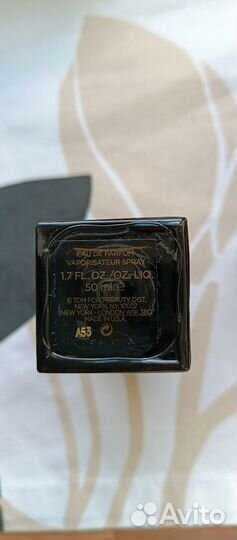 EAU DE PARFUM
VAPORISATEUR SPRAY
1.7 FL. OZ./OZ. LIQ.
50 ml ℮
© TOM FORD BEAUTY, DIST.
NEW YORK, NY. 10022
NEW YORK - LONDON W1K 3BQ
MADE IN U.S.A.
A53
Avito